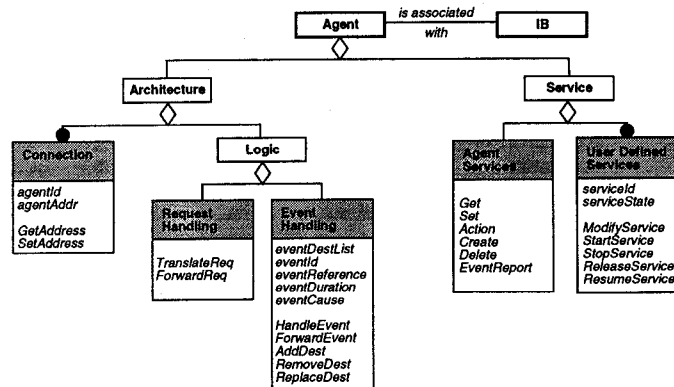 Agent
is associated
with
IB
Architecture
Service
Connection
agentId
agentAddr
GetAddress
SetAddress
Logic
Request
Handling
TranslateReq
ForwardReq
Event
Handling
eventDestList
eventId
eventReference
eventDuration
eventCause
HandleEvent
ForwardEvent
AddDest
RemoveDest
ReplaceDest
Agent
Services
Get
Set
Action
Create
Delete
EventReport
User Defined
Services
serviceId
serviceState
ModifyService
StartService
StopService
ReleaseService
ResumeService